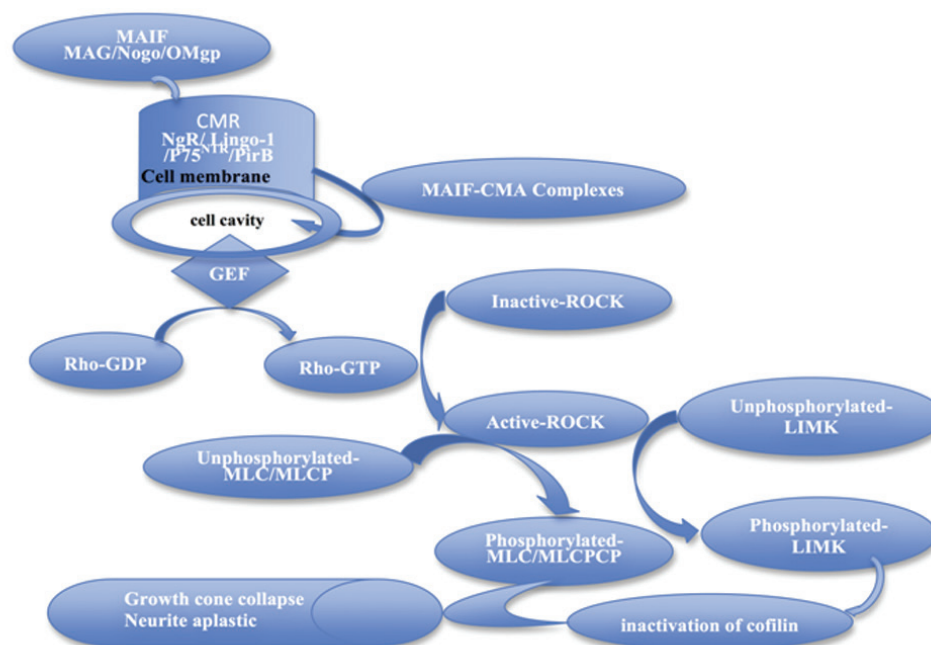 MAIF
MAG/Nogo/OMgp
CMR
NgR/ Lingo-1
/P75NTR/PirB
Cell membrane
MAIF-CMA Complexes
cell cavity
GEF
Inactive-ROCK
Rho-GDP
Rho-GTP
Active-ROCK
Unphosphorylated-
LIMK
Unphosphorylated-
MLC/MLCP
Phosphorylated-
LIMK
Phosphorylated-
MLC/MLCPCP
Growth cone collapse
Neurite aplastic
inactivation of cofilin